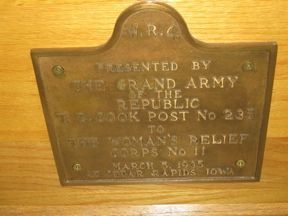 W.R.C.
PRESENTED BY
THE GRAND ARMY
OF THE
REPUBLIC
T. Z. COOK POST No 235
TO
THE WOMAN'S RELIEF
CORPS No 11
MARCH 5, 1935
AT CEDAR RAPIDS IOWA